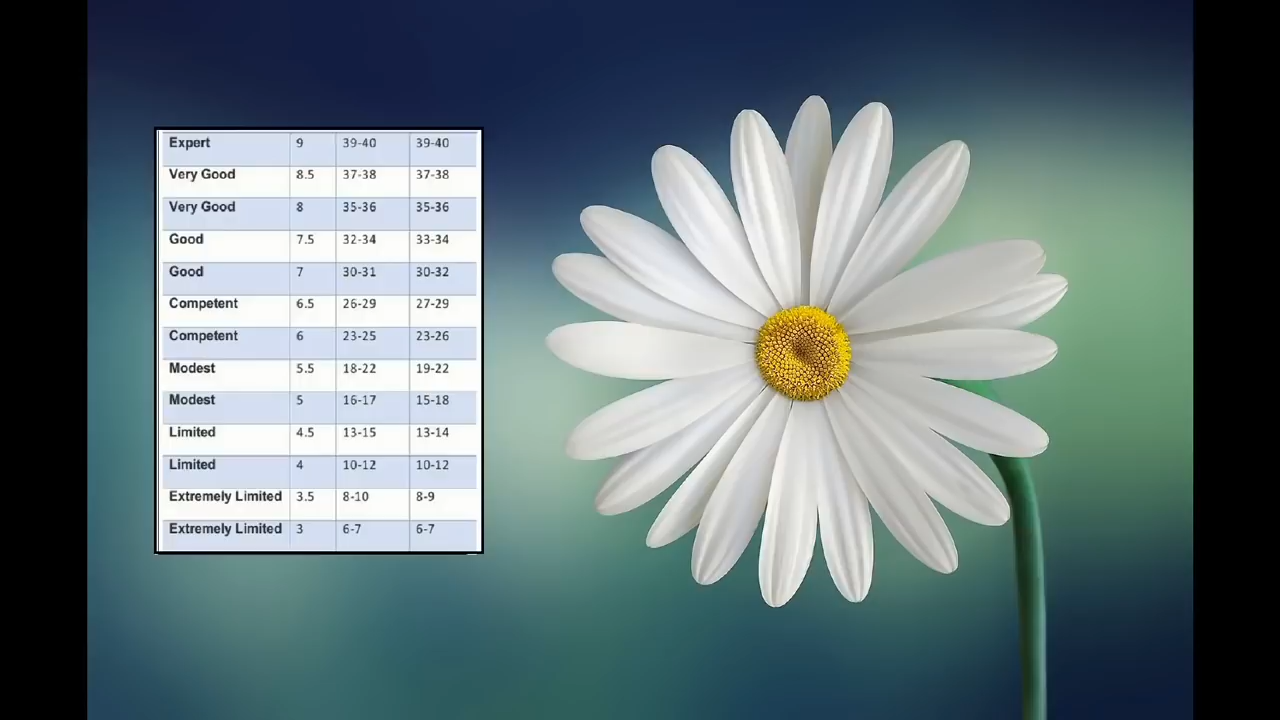 Expert 9 39-40 39-40
Very Good 8.5 37-38 37-38
Very Good 8 35-36 35-36
Good 7.5 32-34 33-34
Good 7 30-31 30-32
Competent 6.5 26-29 27-29
Competent 6 23-25 23-26
Modest 5.5 18-22 19-22
Modest 5 16-17 15-18
Limited 4.5 13-15 13-14
Limited 4 10-12 10-12
Extremely Limited 3.5 8-10 8-9
Extremely Limited 3 6-7 6-7